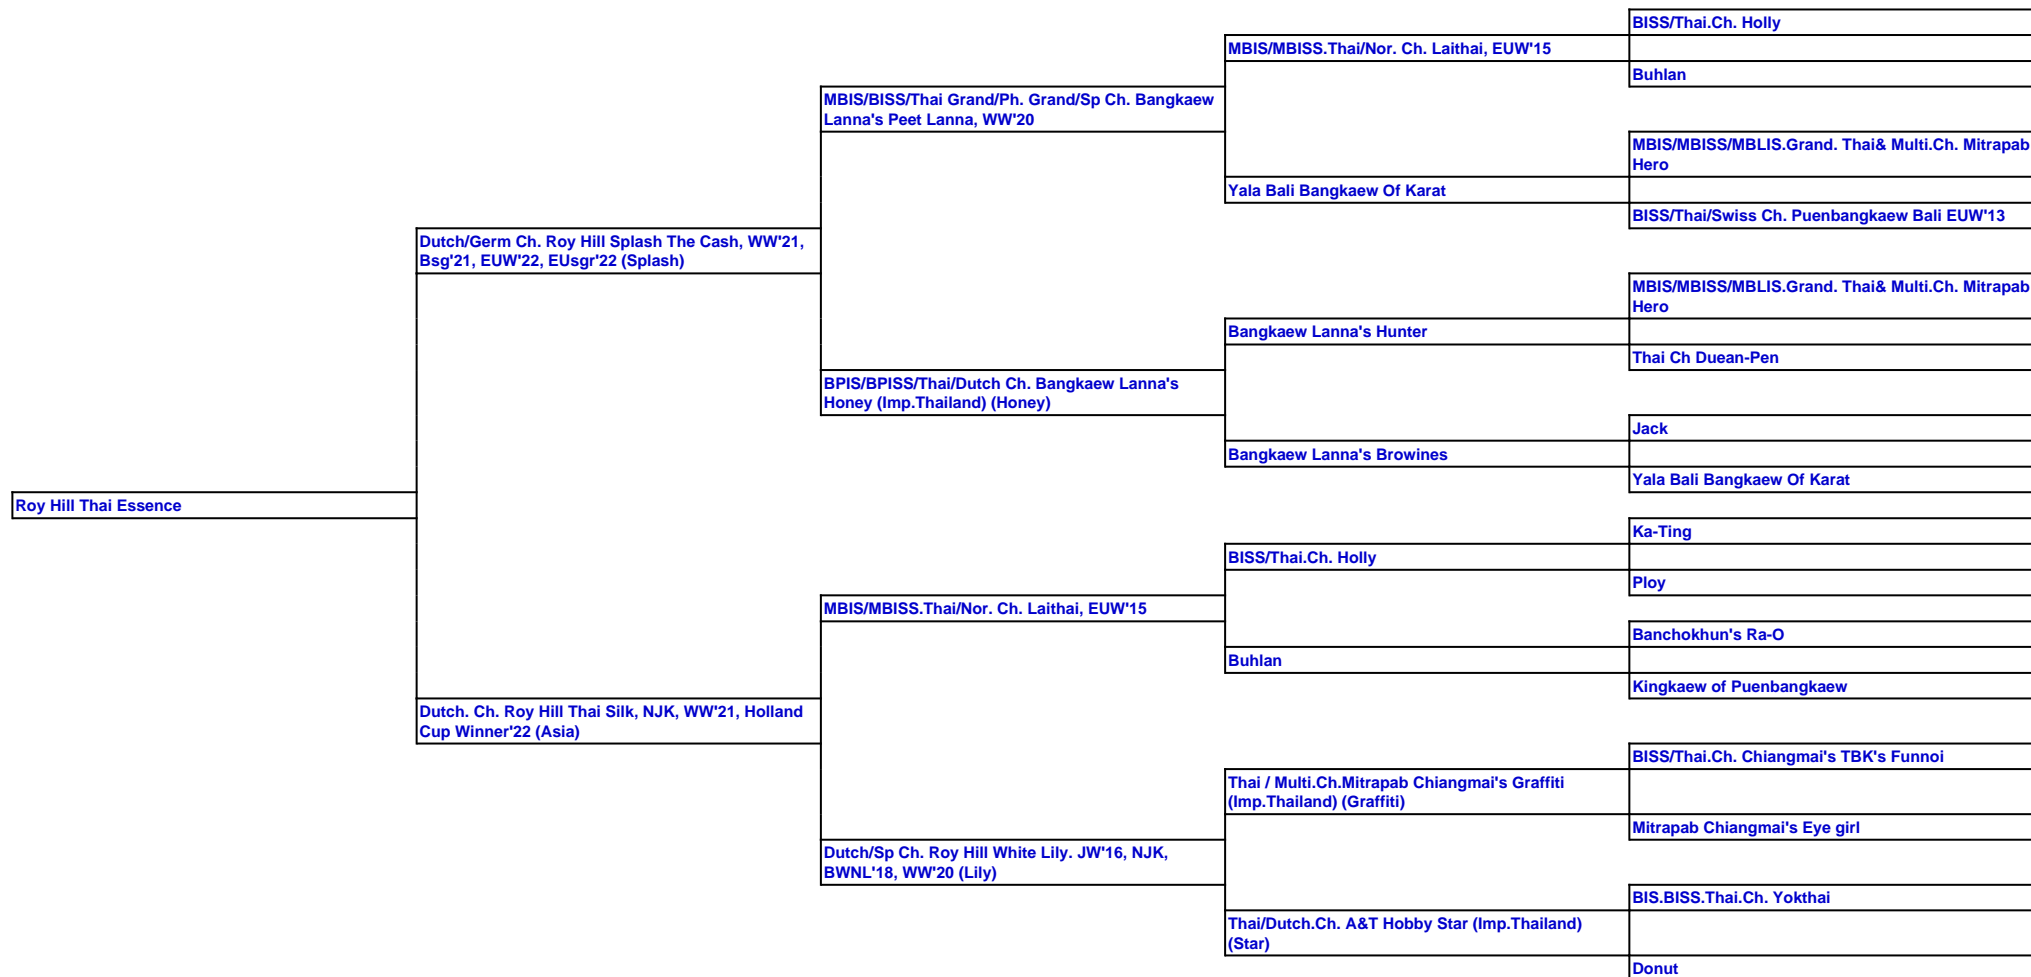 BISS/Thai.Ch. Holly
MBIS/MBISS.Thai/Nor. Ch. Laithai, EUW'15
Buhlan
MBIS/BISS/Thai Grand/Ph. Grand/Sp Ch. Bangkaew
Lanna's Peet Lanna, WW'20
MBIS/MBISS/MBLIS.Grand. Thai& Multi.Ch. Mitrapab
Hero
Yala Bali Bangkaew Of Karat
BISS/Thai/Swiss Ch. Puenbangkaew Bali EUW'13
Dutch/Germ Ch. Roy Hill Splash The Cash, WW'21,
Bsg'21, EUW'22, EUsgr'22 (Splash)
MBIS/MBISS/MBLIS.Grand. Thai& Multi.Ch. Mitrapab
Hero
Bangkaew Lanna's Hunter
Thai Ch Duean-Pen
BPIS/BPISS/Thai/Dutch Ch. Bangkaew Lanna's
Honey (Imp.Thailand) (Honey)
Jack
Bangkaew Lanna's Browines
Yala Bali Bangkaew Of Karat
Roy Hill Thai Essence
Ka-Ting
BISS/Thai.Ch. Holly
Ploy
MBIS/MBISS.Thai/Nor. Ch. Laithai, EUW'15
Banchokhun's Ra-O
Buhlan
Kingkaew of Puenbangkaew
Dutch. Ch. Roy Hill Thai Silk, NJK, WW'21, Holland
Cup Winner'22 (Asia)
BISS/Thai.Ch. Chiangmai's TBK's Funnoi
Thai / Multi.Ch.Mitrapab Chiangmai's Graffiti
(Imp.Thailand) (Graffiti)
Mitrapab Chiangmai's Eye girl
Dutch/Sp Ch. Roy Hill White Lily. JW'16, NJK,
BWNL'18, WW'20 (Lily)
BIS.BISS.Thai.Ch. Yokthai
Thai/Dutch.Ch. A&T Hobby Star (Imp.Thailand)
(Star)
Donut